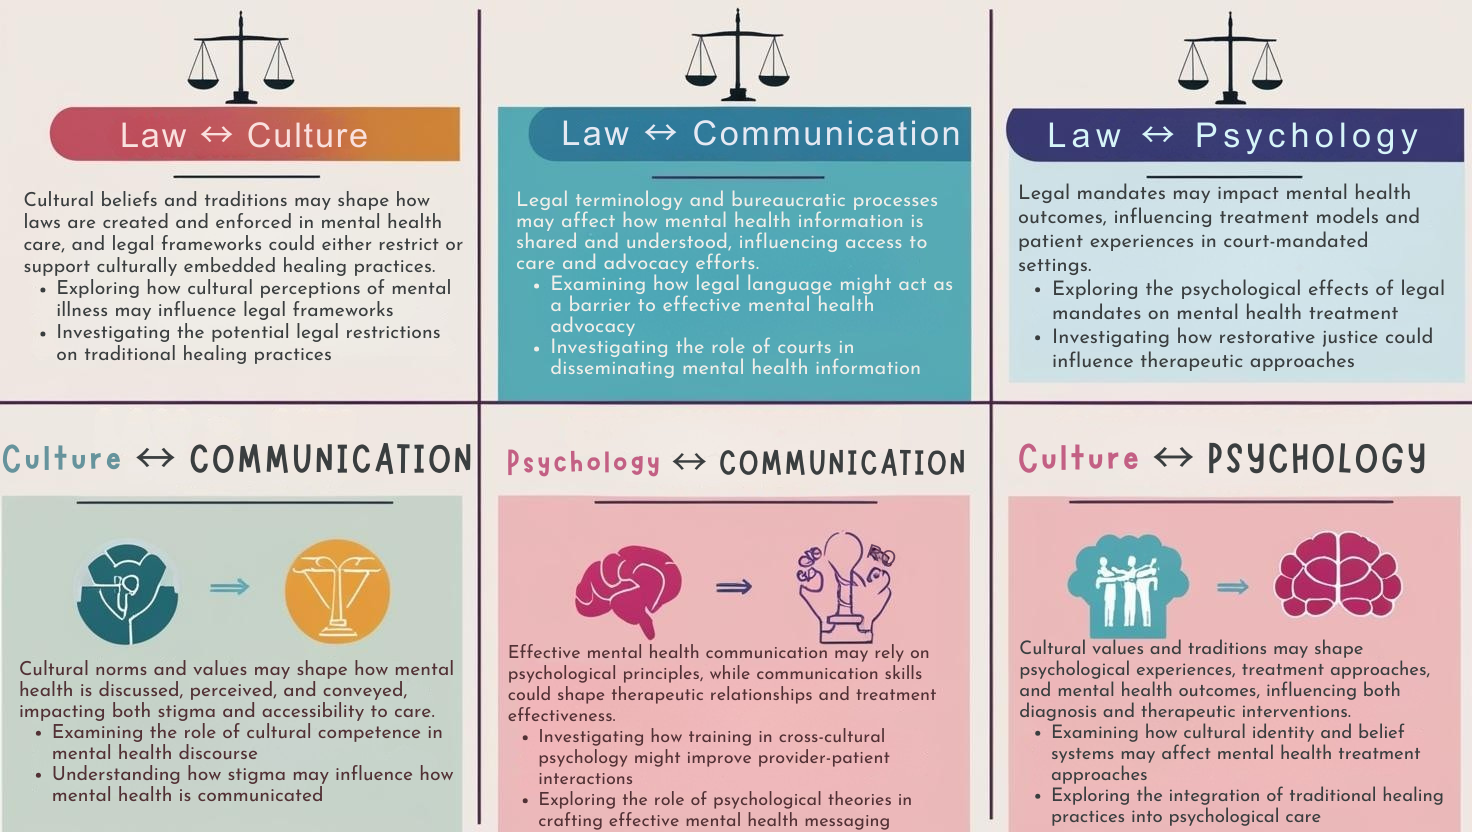 Law ↔ Culture
Cultural beliefs and traditions may shape how
laws are created and enforced in mental health
care, and legal frameworks could either restrict or
support culturally embedded healing practices.
• Exploring how cultural perceptions of mental
illness may influence legal frameworks
• Investigating the potential legal restrictions
on traditional healing practices
Law ↔ Communication
Legal terminology and bureaucratic processes
may affect how mental health information is
shared and understood, influencing access to
care and advocacy efforts.
• Examining how legal language might act as
a barrier to effective mental health
advocacy
• Investigating the role of courts in
disseminating mental health information
Law ↔ Psychology
Legal mandates may impact mental health
outcomes, influencing treatment models and
patient experiences in court-mandated
settings.
• Exploring the psychological effects of legal
mandates on mental health treatment
• Investigating how restorative justice could
influence therapeutic approaches
Culture ↔ COMMUNICATION
Cultural norms and values may shape how mental
health is discussed, perceived, and conveyed,
impacting both stigma and accessibility to care.
• Examining the role of cultural competence in
mental health discourse
• Understanding how stigma may influence how
mental health is communicated
Psychology ↔ COMMUNICATION
Effective mental health communication may rely on
psychological principles, while communication skills
could shape therapeutic relationships and treatment
effectiveness.
• Investigating how training in cross-cultural
psychology might improve provider-patient
interactions
• Exploring the role of psychological theories in
crafting effective mental health messaging
Culture ↔ PSYCHOLOGY
Cultural values and traditions may shape
psychological experiences, treatment approaches,
and mental health outcomes, influencing both
diagnosis and therapeutic interventions.
• Examining how cultural identity and belief
systems may affect mental health treatment
approaches
• Exploring the integration of traditional healing
practices into psychological care